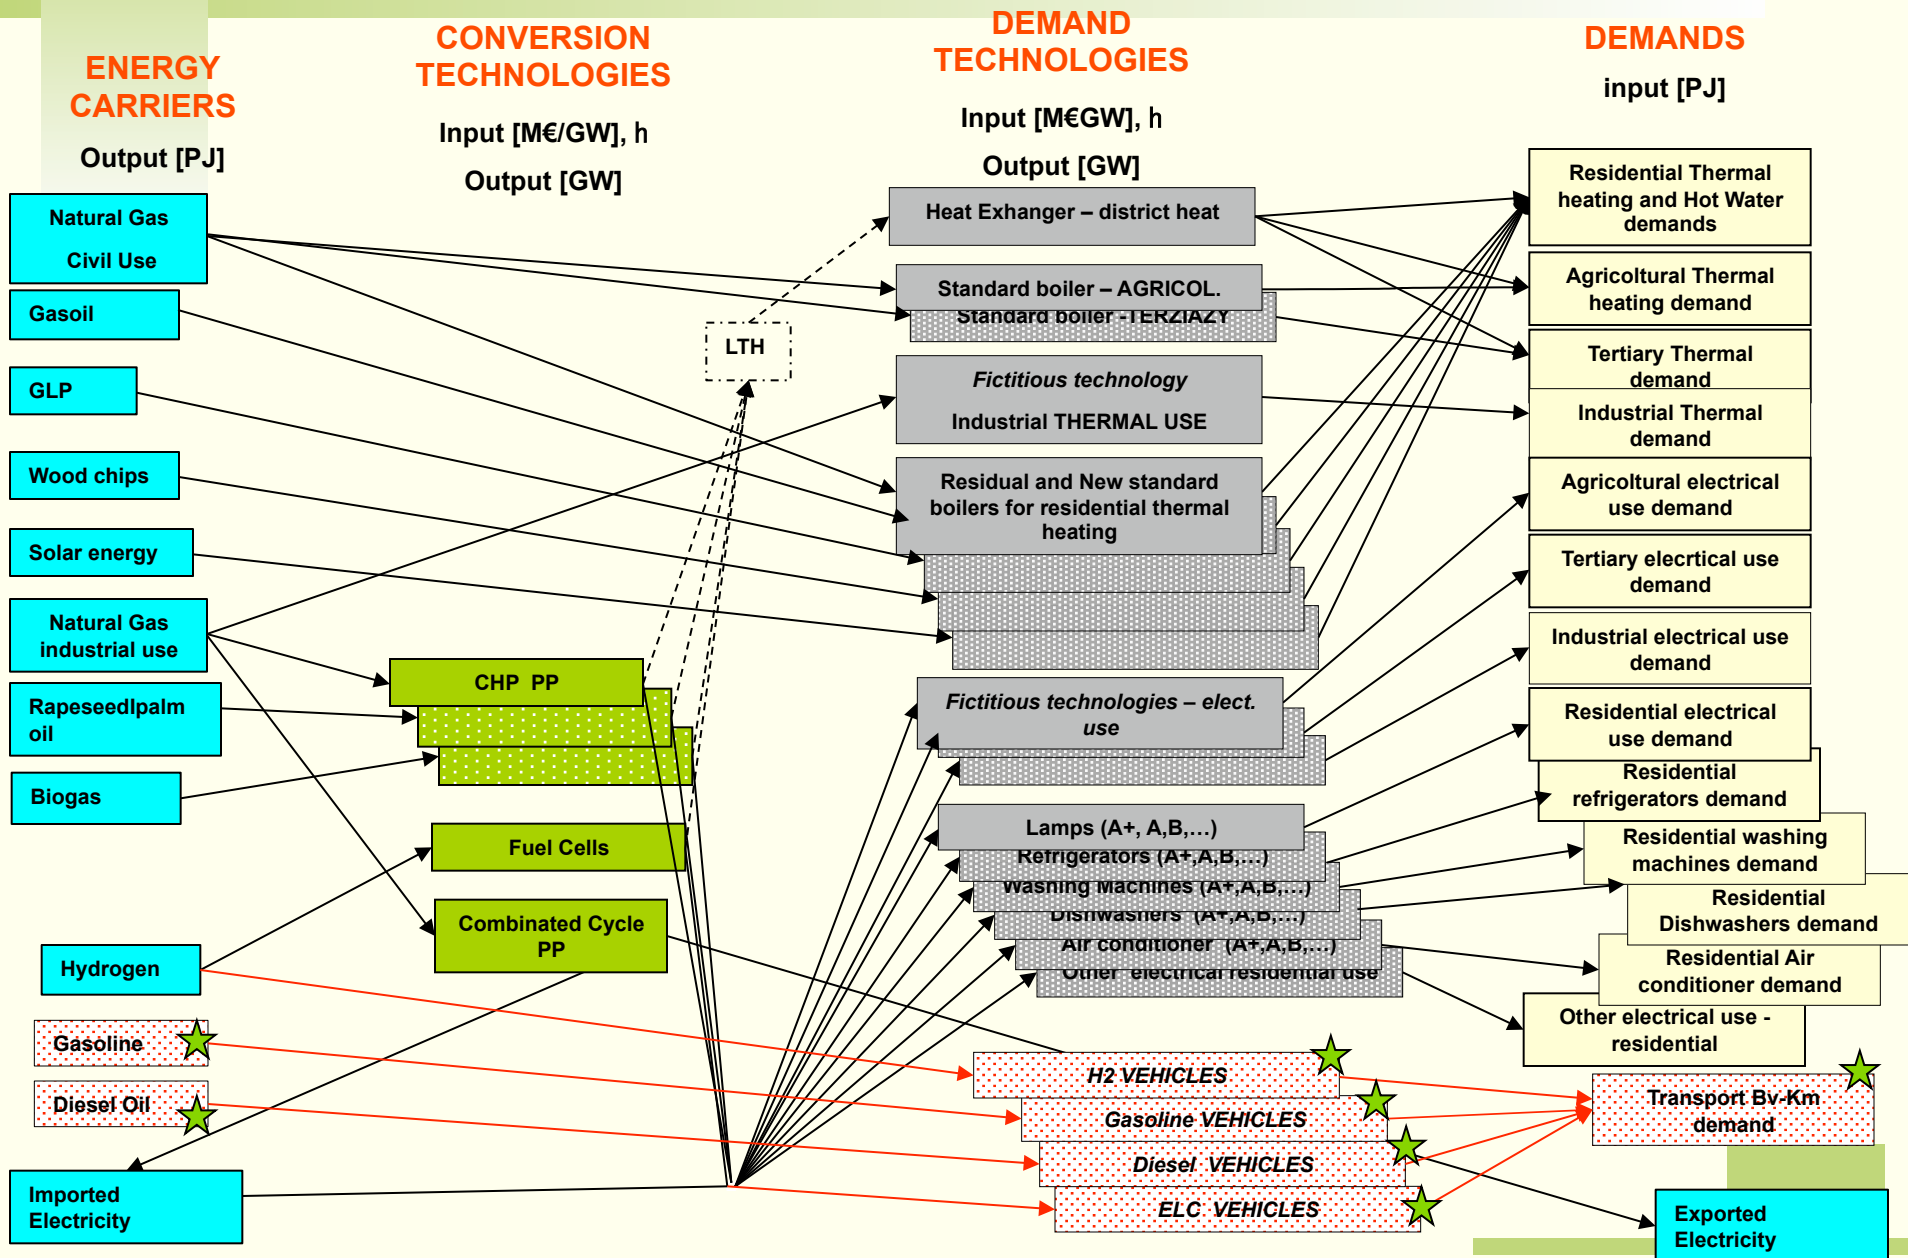 ENERGY
CARRIERS
Output [PJ]
Natural Gas
Civil Use
Gasoil
GLP
Wood chips
Solar energy
Natural Gas
industrial use
Rapeseedlpalm
oil
Biogas
Hydrogen
Gasoline
Diesel Oil
Imported
Electricity
CONVERSION
TECHNOLOGIES
Input [M€/GW], h
Output [GW]
LTH
CHP PP
Fuel Cells
Combinated Cycle
PP
DEMAND
TECHNOLOGIES
Input [M€GW], h
Output [GW]
Heat Exhanger – district heat
Standard boiler – AGRICOL.
Standard boiler -TERZIAZY
Fictitious technology
Industrial THERMAL USE
Residual and New standard
boilers for residential thermal
heating
Fictitious technologies – elect.
use
Lamps (A+, A,B,…)
Refrigerators (A+,A,B,…)
Washing Machines (A+,A,B,…)
Dishwashers (A+,A,B,…)
Air conditioner (A+,A,B,…)
Other electrical residential use
H2 VEHICLES
Gasoline VEHICLES
Diesel VEHICLES
ELC VEHICLES
DEMANDS
input [PJ]
Residential Thermal
heating and Hot Water
demands
Agricoltural Thermal
heating demand
Tertiary Thermal
demand
Industrial Thermal
demand
Agricoltural electrical
use demand
Tertiary elecrtical use
demand
Industrial electrical use
demand
Residential electrical
use demand
Residential
refrigerators demand
Residential washing
machines demand
Residential
Dishwashers demand
Residential Air
conditioner demand
Other electrical use -
residential
Transport Bv-Km
demand
Exported
Electricity